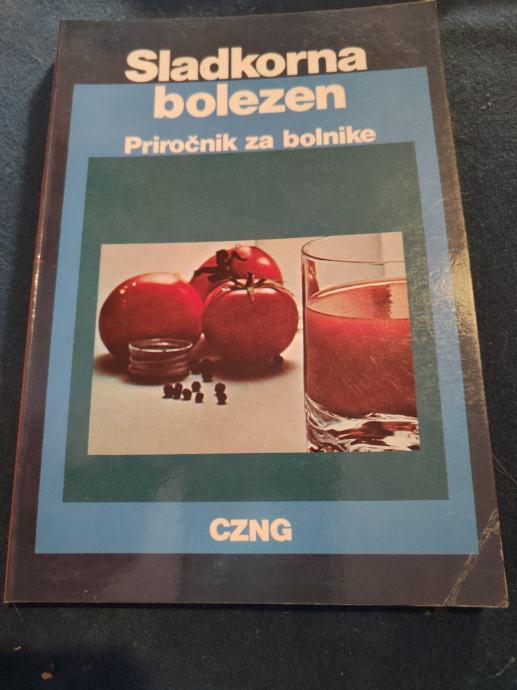 Sladkorna
bolezen
Priročnik za bolnike
CZNG